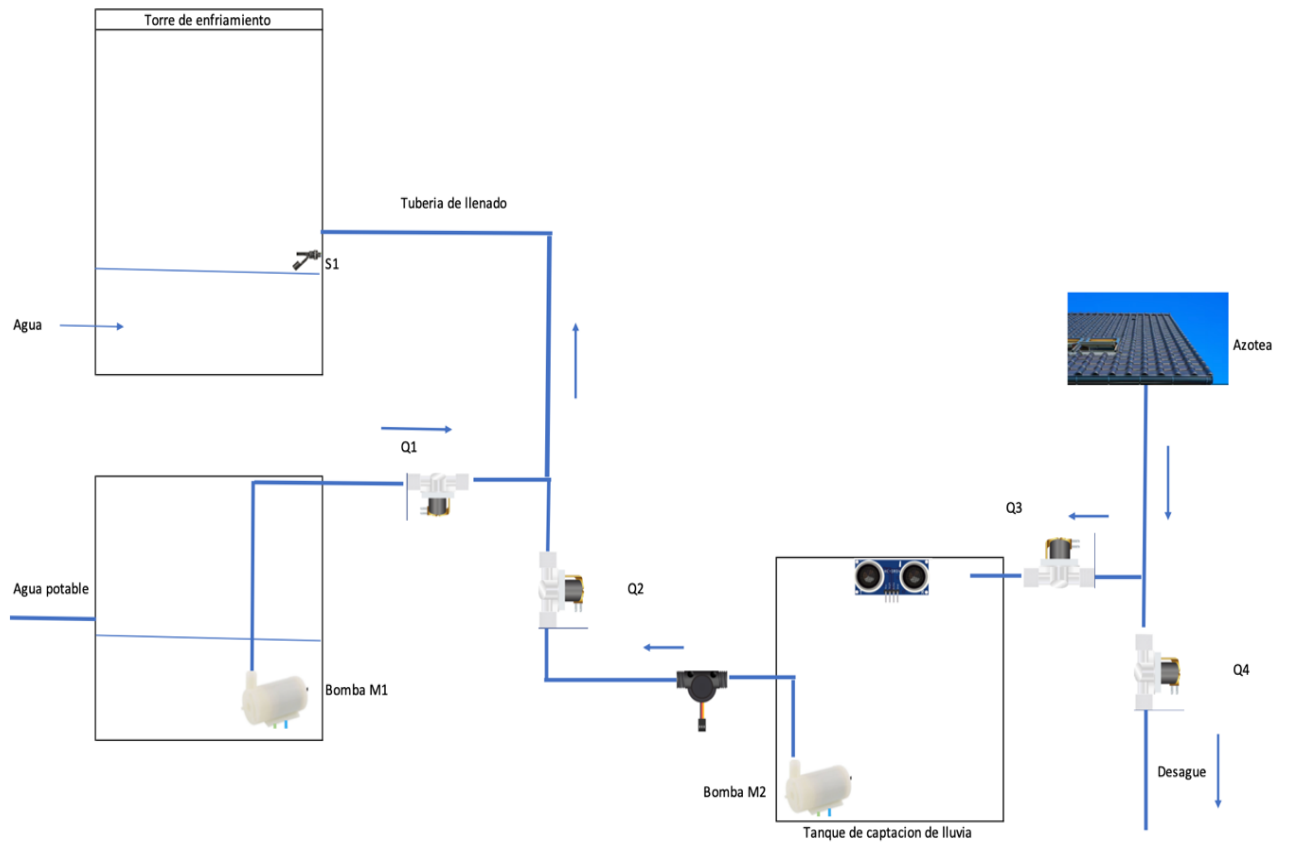 Torre de enfriamiento
Tuberia de llenado
S1
Agua
Azotea
Q1
Q3
Agua potable
Q2
Q4
Bomba M1
Desague
Bomba M2
Tanque de captacion de lluvia